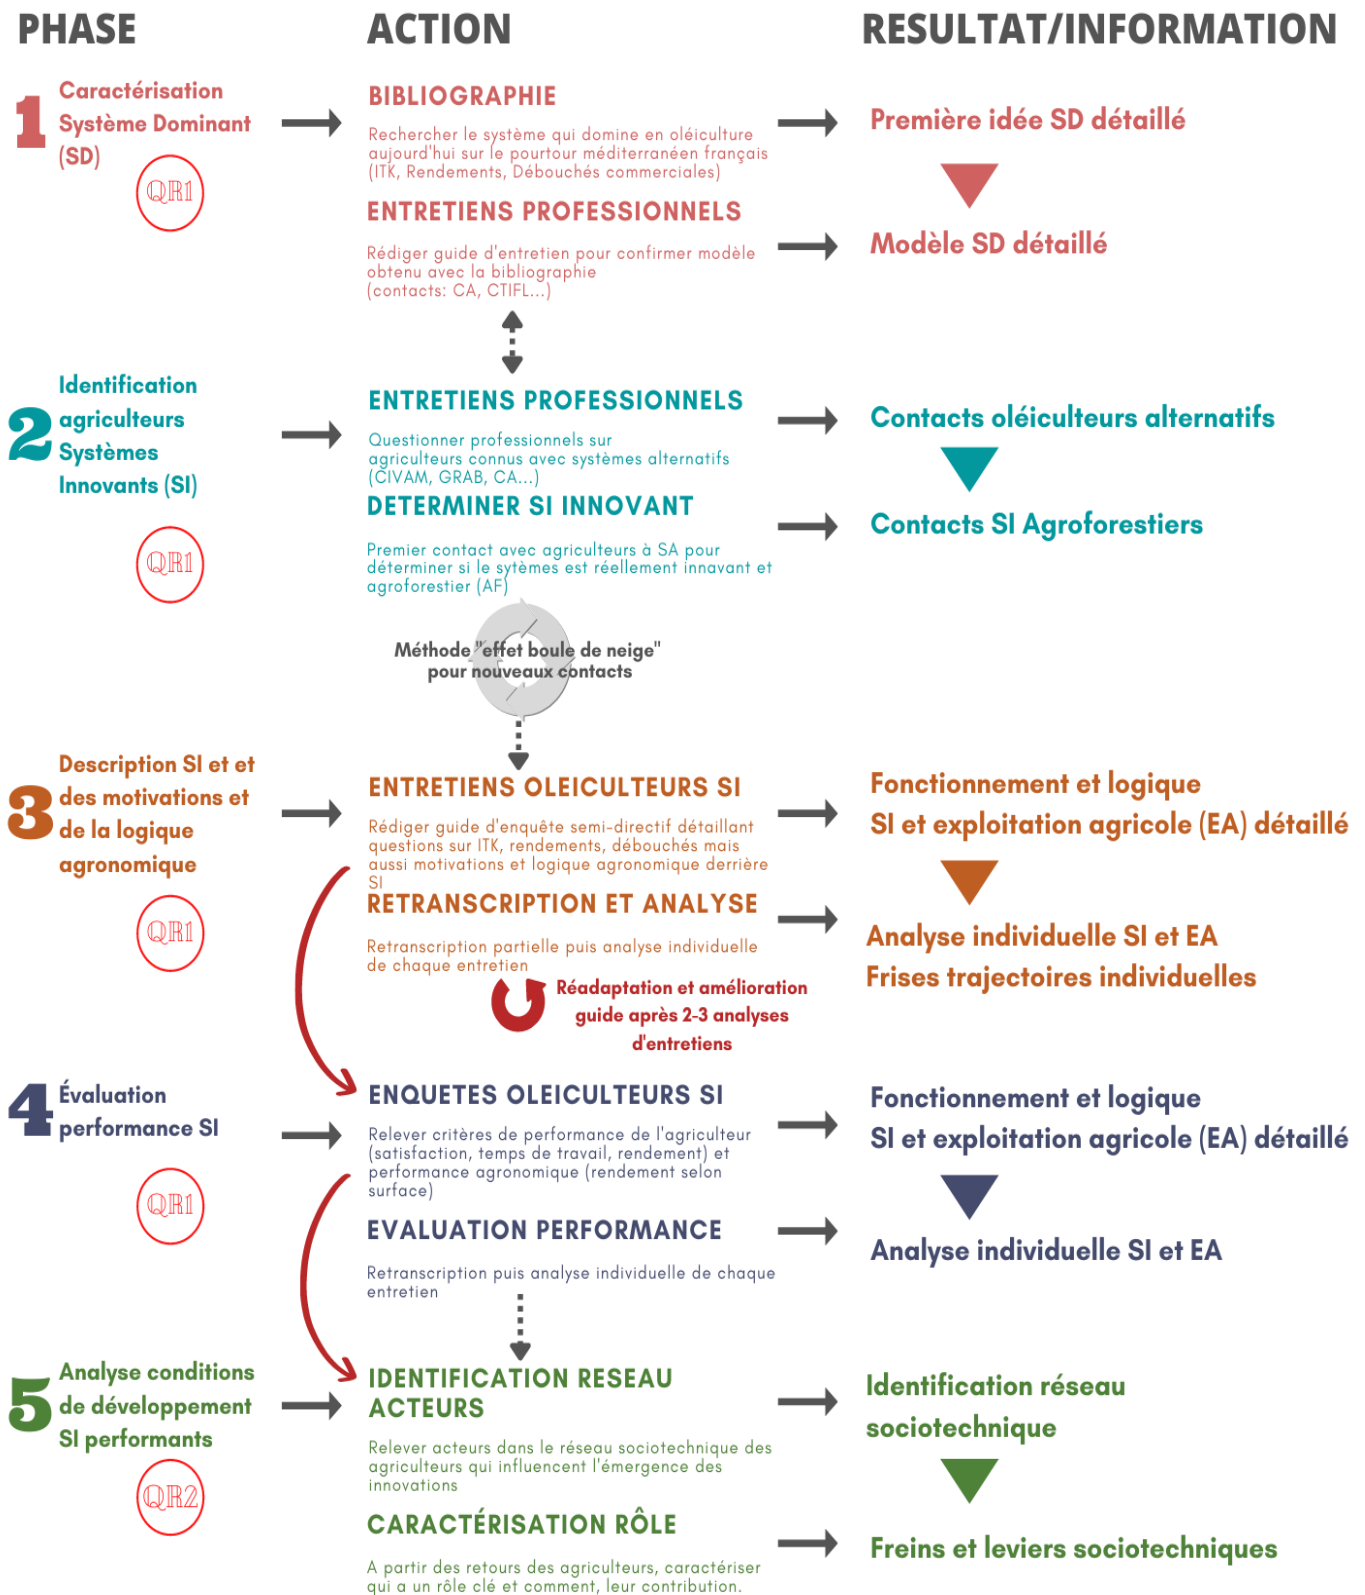 PHASE
ACTION
RESULTAT/INFORMATION
1
Caractérisation
Système Dominant
(SD)
QR1
BIBLIOGRAPHIE
Rechercher le système qui domine en oléiculture
aujourd'hui sur le pourtour méditerranéen français
(ITK, Rendements, Débouchés commerciales)
ENTRETIENS PROFESSIONNELS
Rédiger guide d'entretien pour confirmer modèle
obtenu avec la bibliographie
(contacts: CA, CTIFL...)
Première idée SD détaillé
Modèle SD détaillé
2
Identification
agriculteurs
Systèmes
Innovants (SI)
QR1
ENTRETIENS PROFESSIONNELS
Questionner professionnels sur
agriculteurs connus avec systèmes alternatifs
(CIVAM, GRAB, CA...)
DETERMINER SI INNOVANT
Premier contact avec agriculteurs à SA pour
déterminer si le sytèmes est réellement innavant et
agroforestier (AF)
Contacts oléiculteurs alternatifs
Contacts SI Agroforestiers
Méthode "effet boule de neige"
pour nouveaux contacts
3
Description SI et et
des motivations et
de la logique
agronomique
QR1
ENTRETIENS OLEICULTEURS SI
Rédiger guide d'enquête semi-directif détaillant
questions sur ITK, rendements, débouchés mais
aussi motivations et logique agronomique derrière
SI
RETRANSCRIPTION ET ANALYSE
Retranscription partielle puis analyse individuelle
de chaque entretien
Réadaptation et amélioration
guide après 2-3 analyses
d'entretiens
Fonctionnement et logique
SI et exploitation agricole (EA) détaillé
Analyse individuelle SI et EA
Frises trajectoires individuelles
4
Évaluation
performance SI
QR1
ENQUETES OLEICULTEURS SI
Relever critères de performance de l'agriculteur
(satisfaction, temps de travail, rendement) et
performance agronomique (rendement selon
surface)
EVALUATION PERFORMANCE
Retranscription puis analyse individuelle de chaque
entretien
Fonctionnement et logique
SI et exploitation agricole (EA) détaillé
Analyse individuelle SI et EA
5
Analyse conditions
de développement
SI performants
QR2
IDENTIFICATION RESEAU
ACTEURS
Relever acteurs dans le réseau sociotechnique des
agriculteurs qui influencent l'émergence des
innovations
CARACTÉRISATION RÔLE
A partir des retours des agriculteurs, caractériser
qui a un rôle clé et comment, leur contribution.
Identification réseau
sociotechnique
Freins et leviers sociotechniques